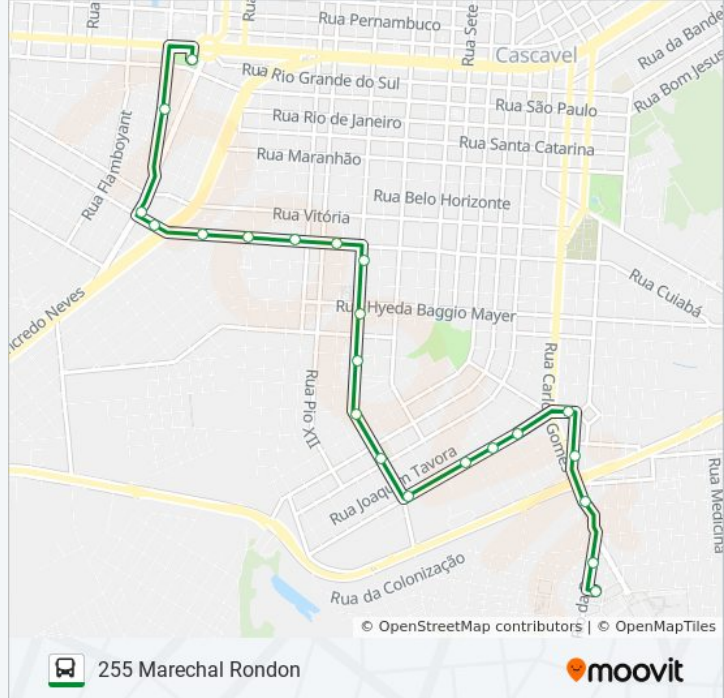 Rua Pernambuco
Rua Sete
Cascavel
Rua da Bande
Rua Bom Jesus
Rua Rio Grande do Sul
Rua São Paulo
Rua Rio de Janeiro
Rua Santa Catarina
Rua Maranhão
Rua Flamboyant
Rua Belo Horizonte
Rua Vitória
Rua Cuiabá
ncredo Neves
Rua Hyeda Baggio Mayer
Rua Carlos Gomes
Rua Pio XII
Rua Joaquim Tavora
Rua Medicina
Rua da Colonização
© OpenStreetMap contributors | © OpenMapTiles
255 Marechal Rondon
moovit